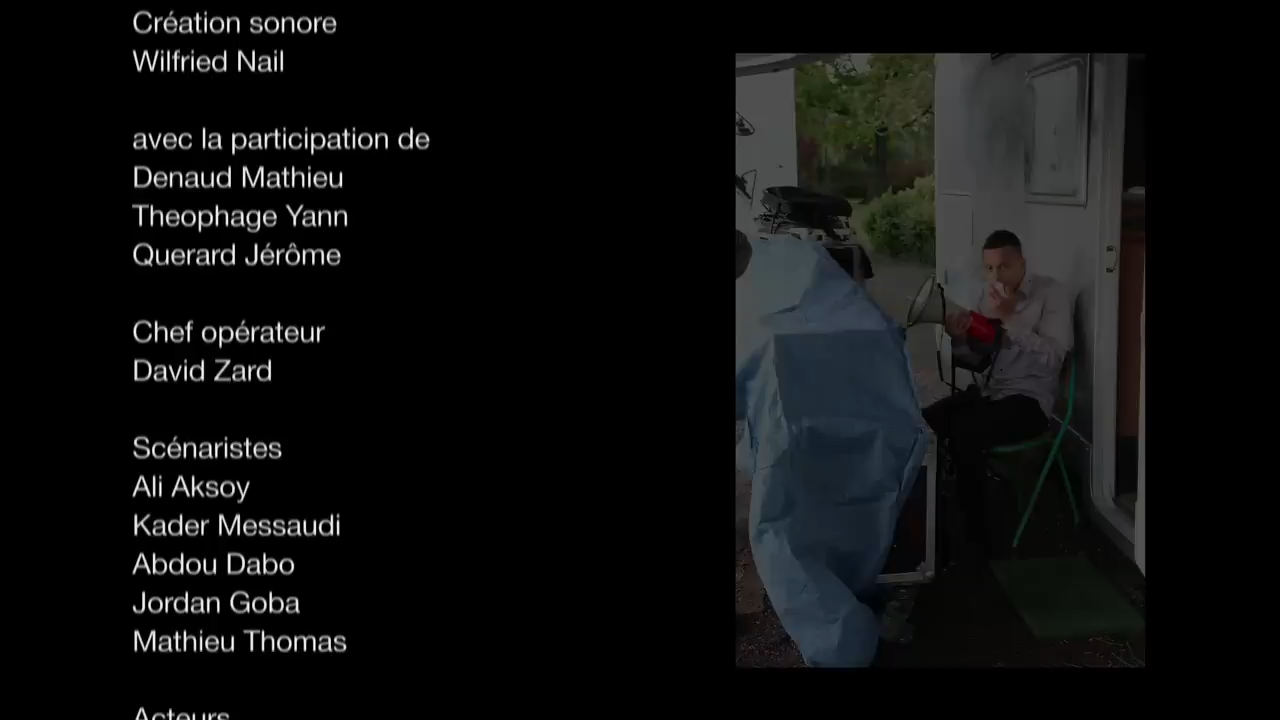 Création sonore
Wilfried Nail
avec la participation de
Denaud Mathieu
Theophage Yann
Querard Jérôme
Chef opérateur
David Zard
Scénaristes
Ali Aksoy
Kader Messaudi
Abdou Dabo
Jordan Goba
Mathieu Thomas
Acteurs